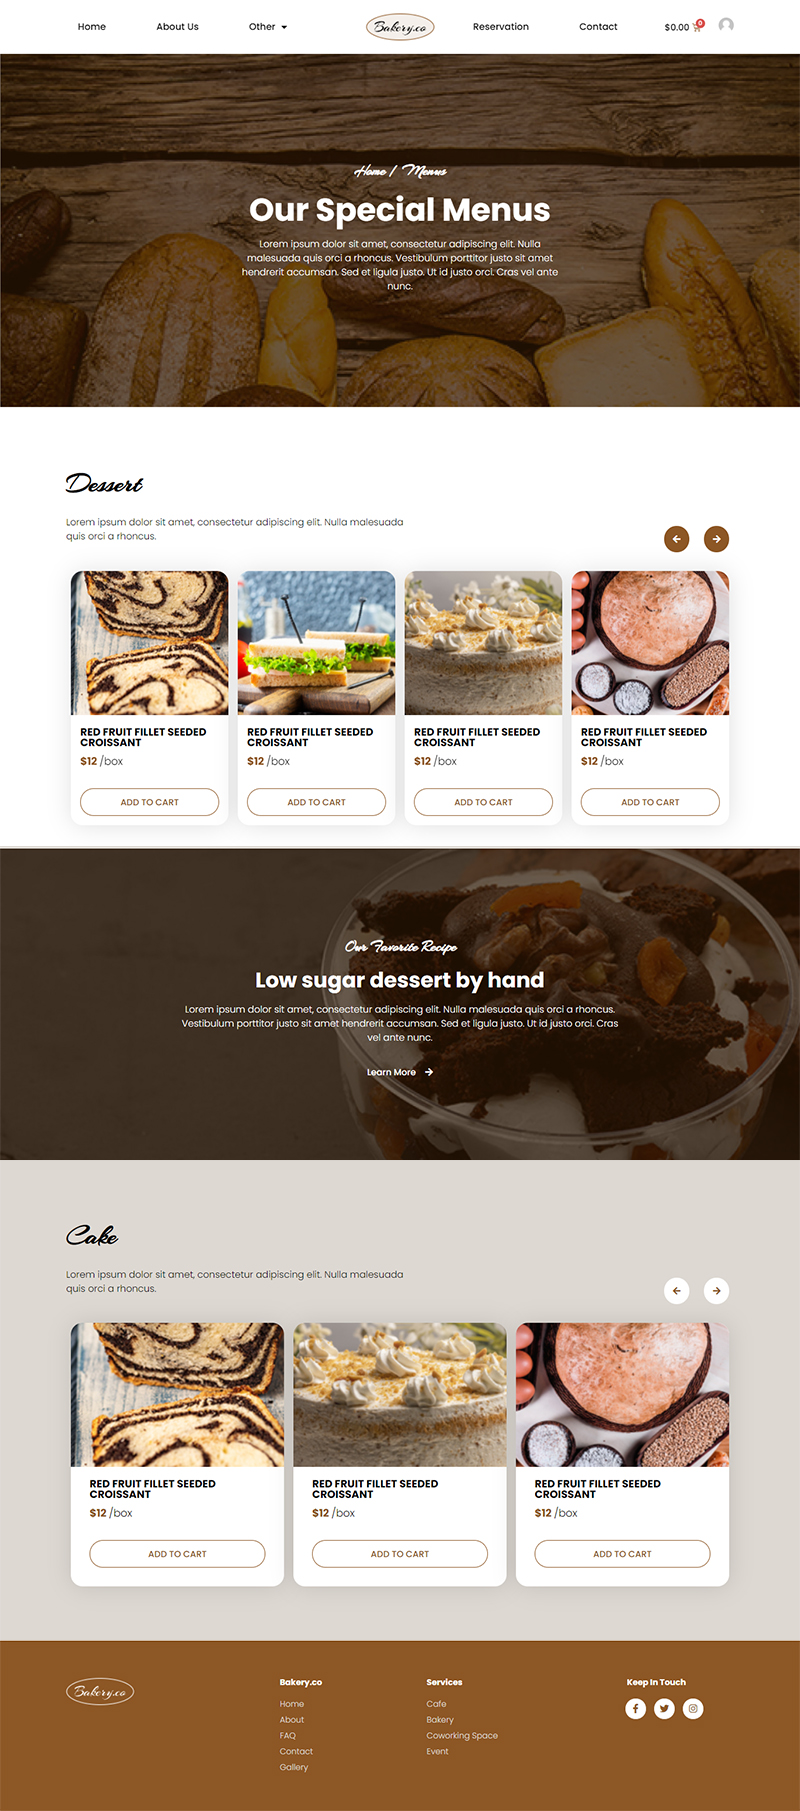 Home About Us Other Bakery.co Reservation Contact $0.00 0
Home / Menus
Our Special Menus
Lorem ipsum dolor sit amet, consectetur adipiscing elit. Nulla
malesuada quis orci a rhoncus. Vestibulum porttitor justo sit amet
hendrerit accumsan. Sed et ligula justo. Ut id justo orci. Cras vel ante
nunc.
Dessert
Lorem ipsum dolor sit amet, consectetur adipiscing elit. Nulla malesuada
quis orci a rhoncus.
RED FRUIT FILLET SEEDED
CROISSANT
$12 /box
ADD TO CART
RED FRUIT FILLET SEEDED
CROISSANT
$12 /box
ADD TO CART
RED FRUIT FILLET SEEDED
CROISSANT
$12 /box
ADD TO CART
RED FRUIT FILLET SEEDED
CROISSANT
$12 /box
ADD TO CART
Our Favorite Recipe
Low sugar dessert by hand
Lorem ipsum dolor sit amet, consectetur adipiscing elit. Nulla malesuada quis orci a rhoncus.
Vestibulum porttitor justo sit amet hendrerit accumsan. Sed et ligula justo. Ut id justo orci. Cras
vel ante nunc.
Learn More
Cake
Lorem ipsum dolor sit amet, consectetur adipiscing elit. Nulla malesuada
quis orci a rhoncus.
RED FRUIT FILLET SEEDED
CROISSANT
$12 /box
ADD TO CART
RED FRUIT FILLET SEEDED
CROISSANT
$12 /box
ADD TO CART
RED FRUIT FILLET SEEDED
CROISSANT
$12 /box
ADD TO CART
Bakery.co
Bakery.co
Home
About
FAQ
Contact
Gallery
Services
Cafe
Bakery
Coworking Space
Event
Keep In Touch